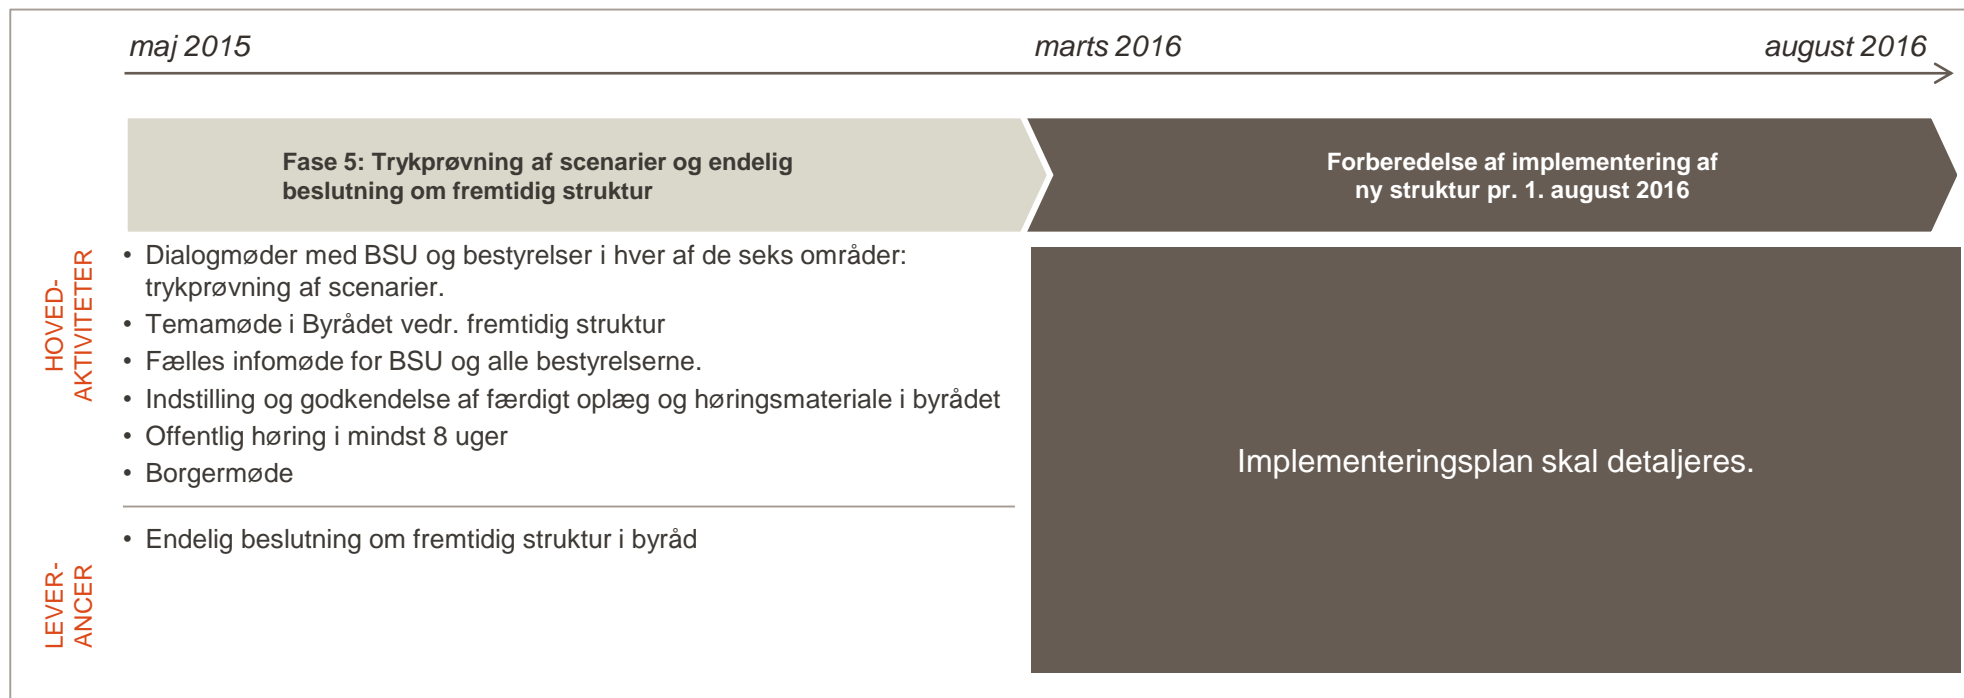 maj 2015
marts 2016
august 2016
Fase 5: Trykprøvning af scenarier og endelig
beslutning om fremtidig struktur
Forberedelse af implementering af
ny struktur pr. 1. august 2016
HOVED-
AKTIVITETER
• Dialogmøder med BSU og bestyrelser i hver af de seks områder:
trykprøvning af scenarier.
• Temamøde i Byrådet vedr. fremtidig struktur
• Fælles infomøde for BSU og alle bestyrelserne.
• Indstilling og godkendelse af færdigt oplæg og høringsmateriale i byrådet
• Offentlig høring i mindst 8 uger
• Borgermøde
Implementeringsplan skal detaljeres.
LEVER-
ANCER
• Endelig beslutning om fremtidig struktur i byråd